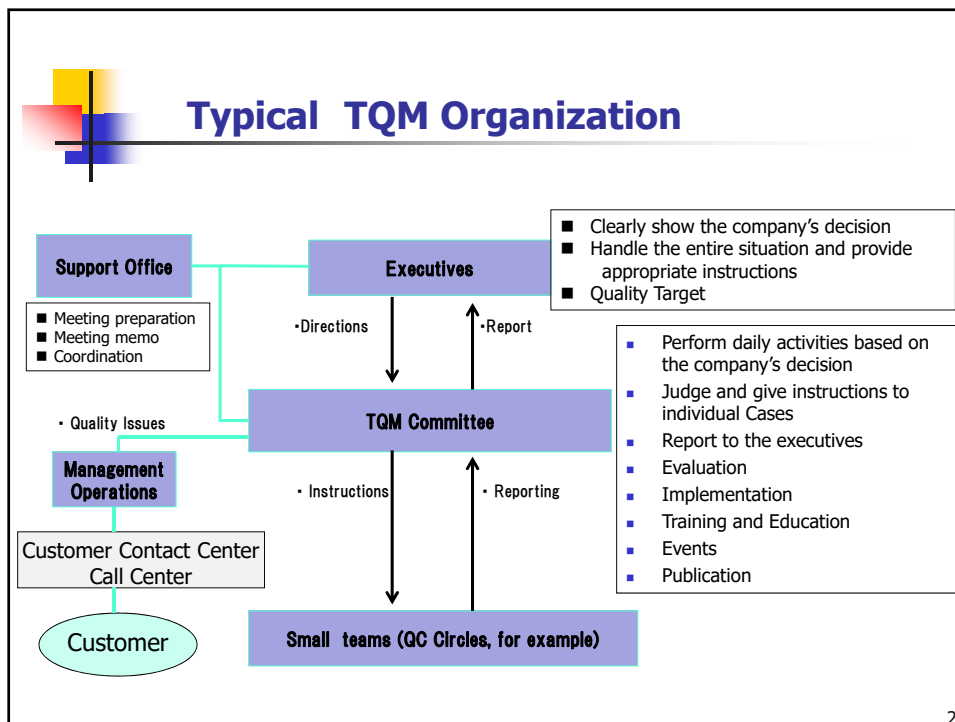 Typical TQM Organization
Support Office
■ Meeting preparation
■ Meeting memo
■ Coordination
Executives
■ Clearly show the company's decision
■ Handle the entire situation and provide
appropriate instructions
■ Quality Target
・Directions
・Report
TQM Committee
▪ Perform daily activities based on
the company's decision
▪ Judge and give instructions to
individual Cases
▪ Report to the executives
▪ Evaluation
▪ Implementation
▪ Training and Education
▪ Events
▪ Publication
・ Quality Issues
Management
Operations
Customer Contact Center
Call Center
Customer
・ Instructions
・ Reporting
Small teams (QC Circles, for example)
2